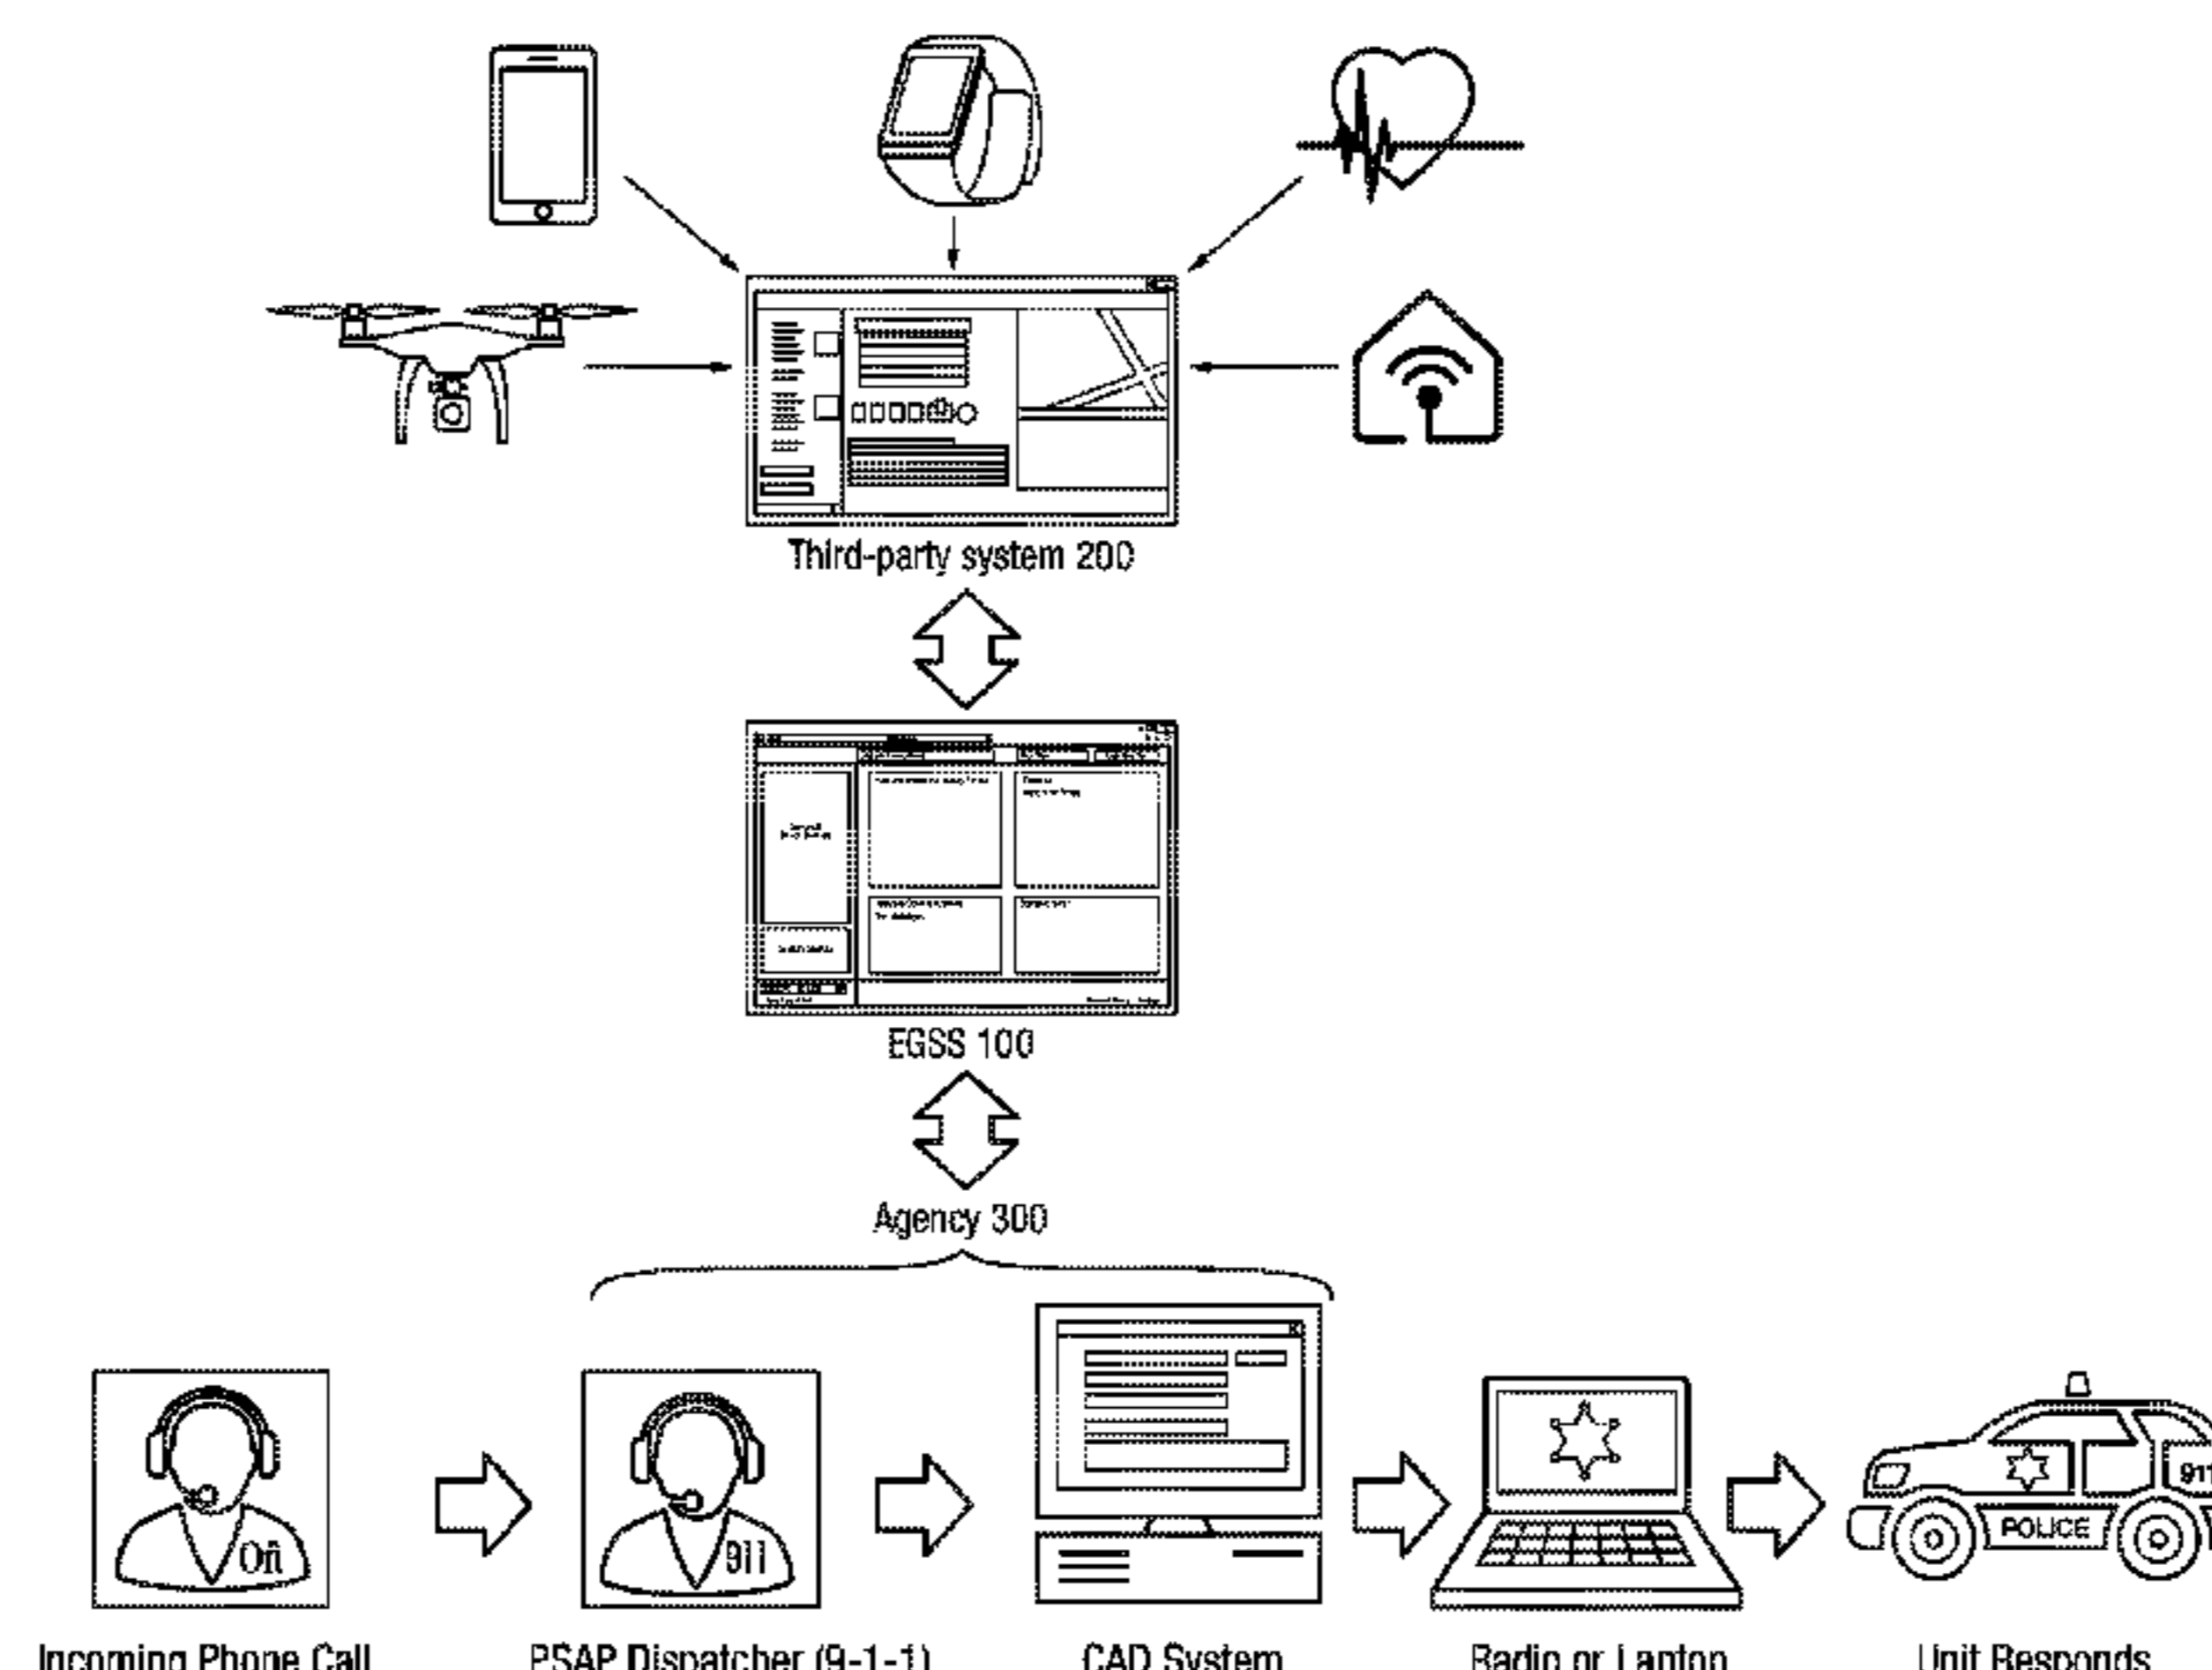 Third-party system 200
EGSS 100
Agency 300
911
911
POLICE
Incoming Phone Call
PSAP Dispatcher (9-1-1)
CAD System
Radio or Laptop
Unit Responds